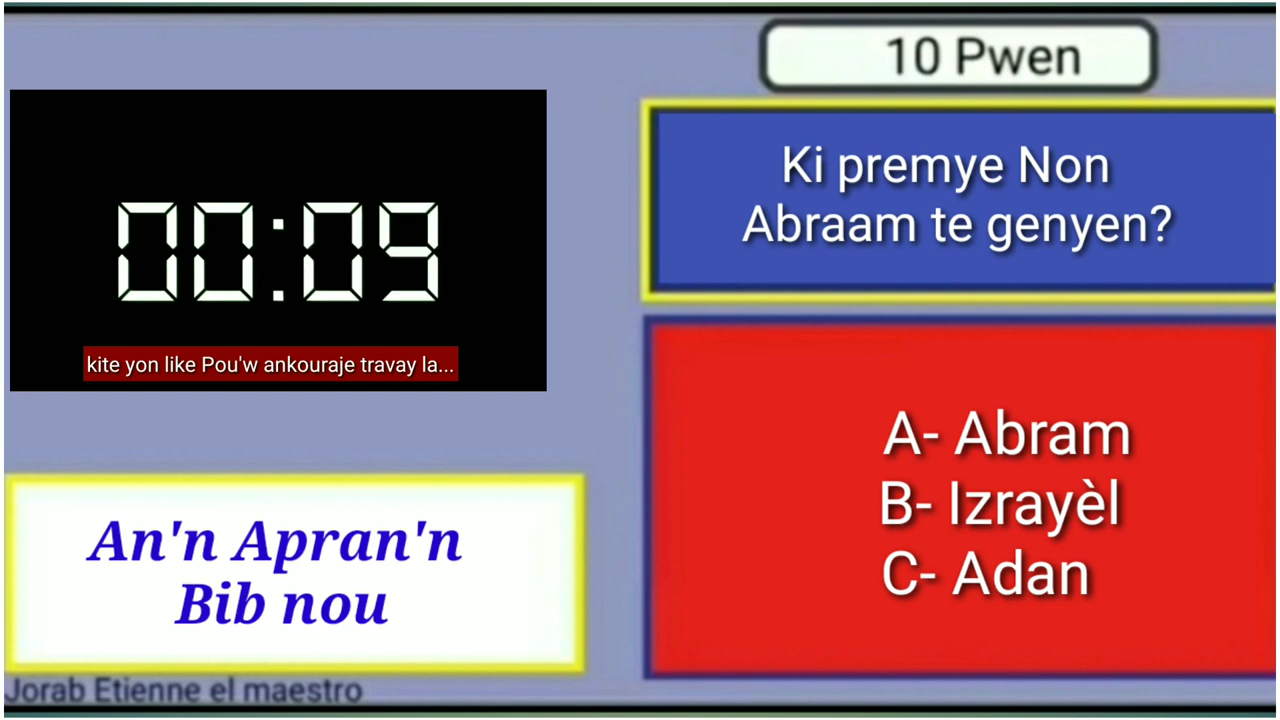 10 Pwen
Ki premye Non
Abraam te genyen?
00:09
kite yon like Pou'w ankouraje travay la...
A- Abram
B- Izrayèl
C- Adan
An'n Apran'n
Bib nou
Jorab Etienne el maestro